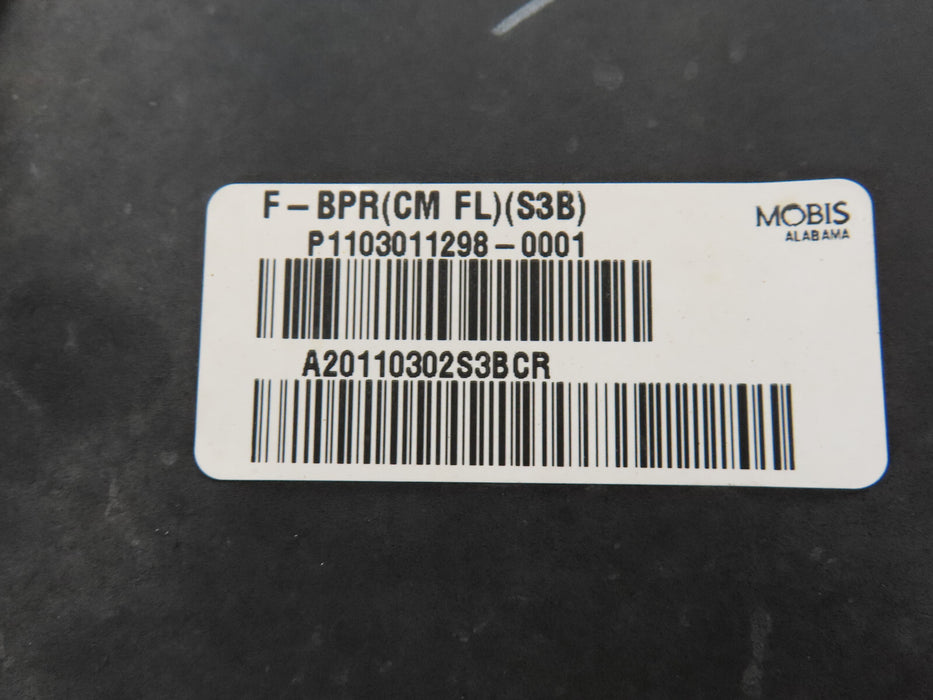 F-BPR(CM FL)(S3B)
MOBIS
ALABAMA
P1103011298-0001
A20110302S3BCR